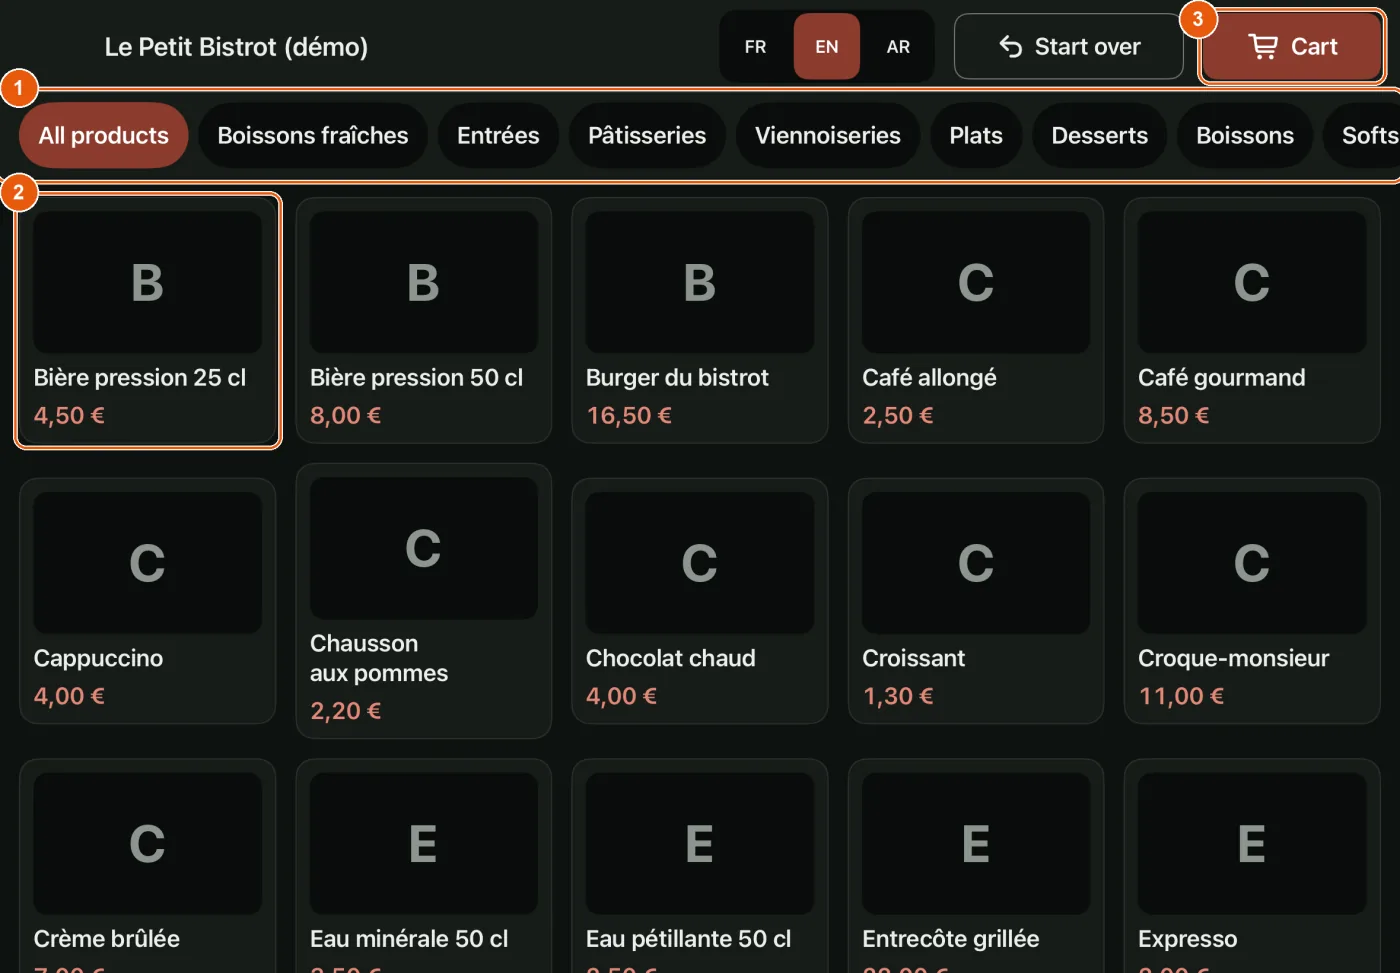 Le Petit Bistrot (démo)
FR
EN
AR
Start over
3
Cart
1
All products
Boissons fraîches
Entrées
Pâtisseries
Viennoiseries
Plats
Desserts
Boissons
Softs
2
B
Bière pression 25 cl
4,50 €
B
Bière pression 50 cl
8,00 €
B
Burger du bistrot
16,50 €
C
Café allongé
2,50 €
C
Café gourmand
8,50 €
C
Cappuccino
4,00 €
C
Chausson
aux pommes
2,20 €
C
Chocolat chaud
4,00 €
C
Croissant
1,30 €
C
Croque-monsieur
11,00 €
C
Crème brûlée
E
Eau minérale 50 cl
E
Eau pétillante 50 cl
E
Entrecôte grillée
E
Expresso